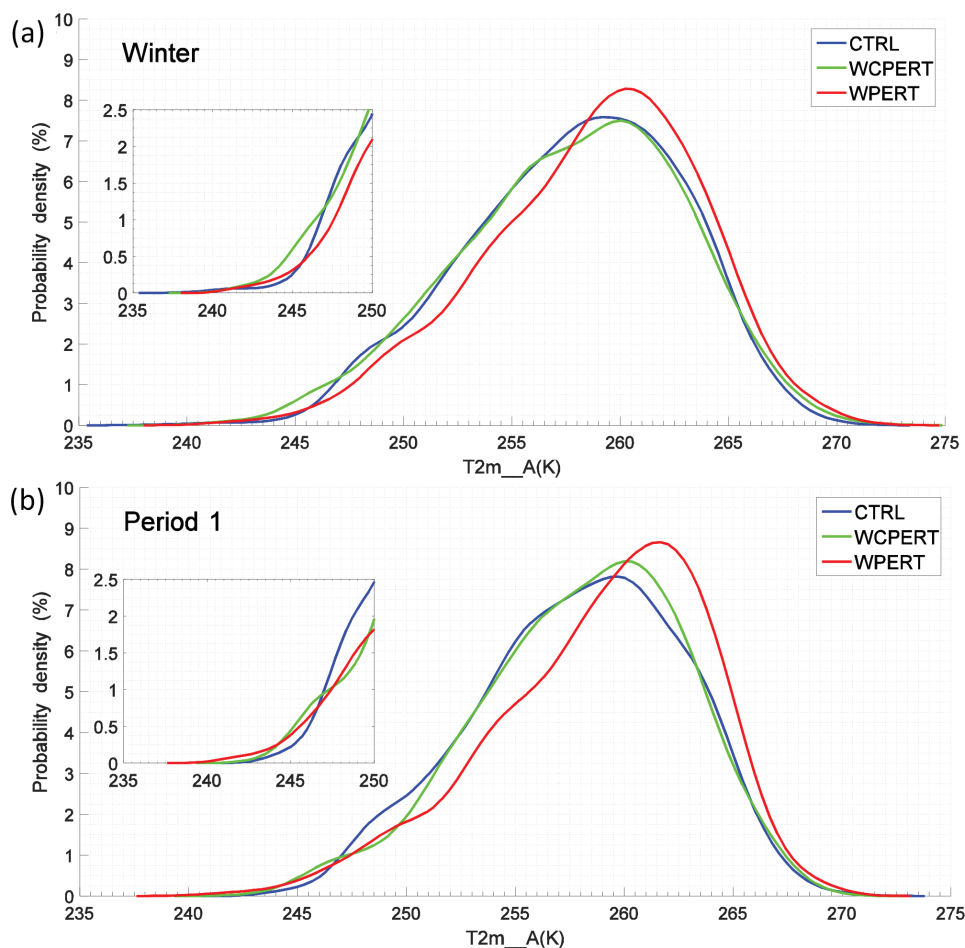 (a)
Winter
CTRL
WCPERT
WPERT
Probability density (%)
10
9
8
7
6
5
4
3
2
1
0
2.5
2
1.5
1
0.5
0
235 240 245 250
235 240 245 250 255 260 265 270 275
T2m__A(K)
(b)
Period 1
CTRL
WCPERT
WPERT
Probability density (%)
10
9
8
7
6
5
4
3
2
1
0
2.5
2
1.5
1
0.5
0
235 240 245 250
235 240 245 250 255 260 265 270 275
T2m__A(K)